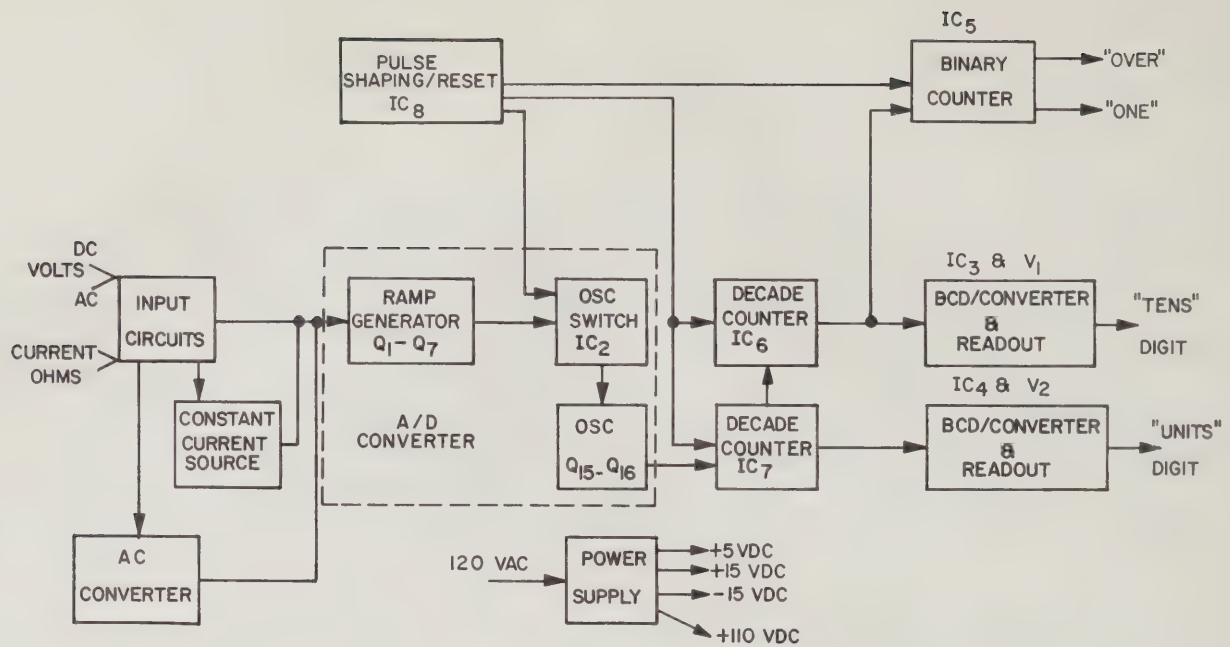 IC5
PULSE
SHAPING/RESET
IC8
BINARY
COUNTER
"OVER"
"ONE"
DC
VOLTS
AC
CURRENT
OHMS
INPUT
CIRCUITS
RAMP
GENERATOR
Q1-Q7
OSC
SWITCH
IC2
DECADE
COUNTER
IC6
IC3 & V1
BCD/CONVERTER
&
READOUT
"TENS"
DIGIT
CONSTANT
CURRENT
SOURCE
A/D
CONVERTER
OSC
Q15-Q16
DECADE
COUNTER
IC7
IC4 & V2
BCD/CONVERTER
&
READOUT
"UNITS"
DIGIT
AC
CONVERTER
120 VAC
POWER
SUPPLY
+5VDC
+15 VDC
-15 VDC
+110 VDC